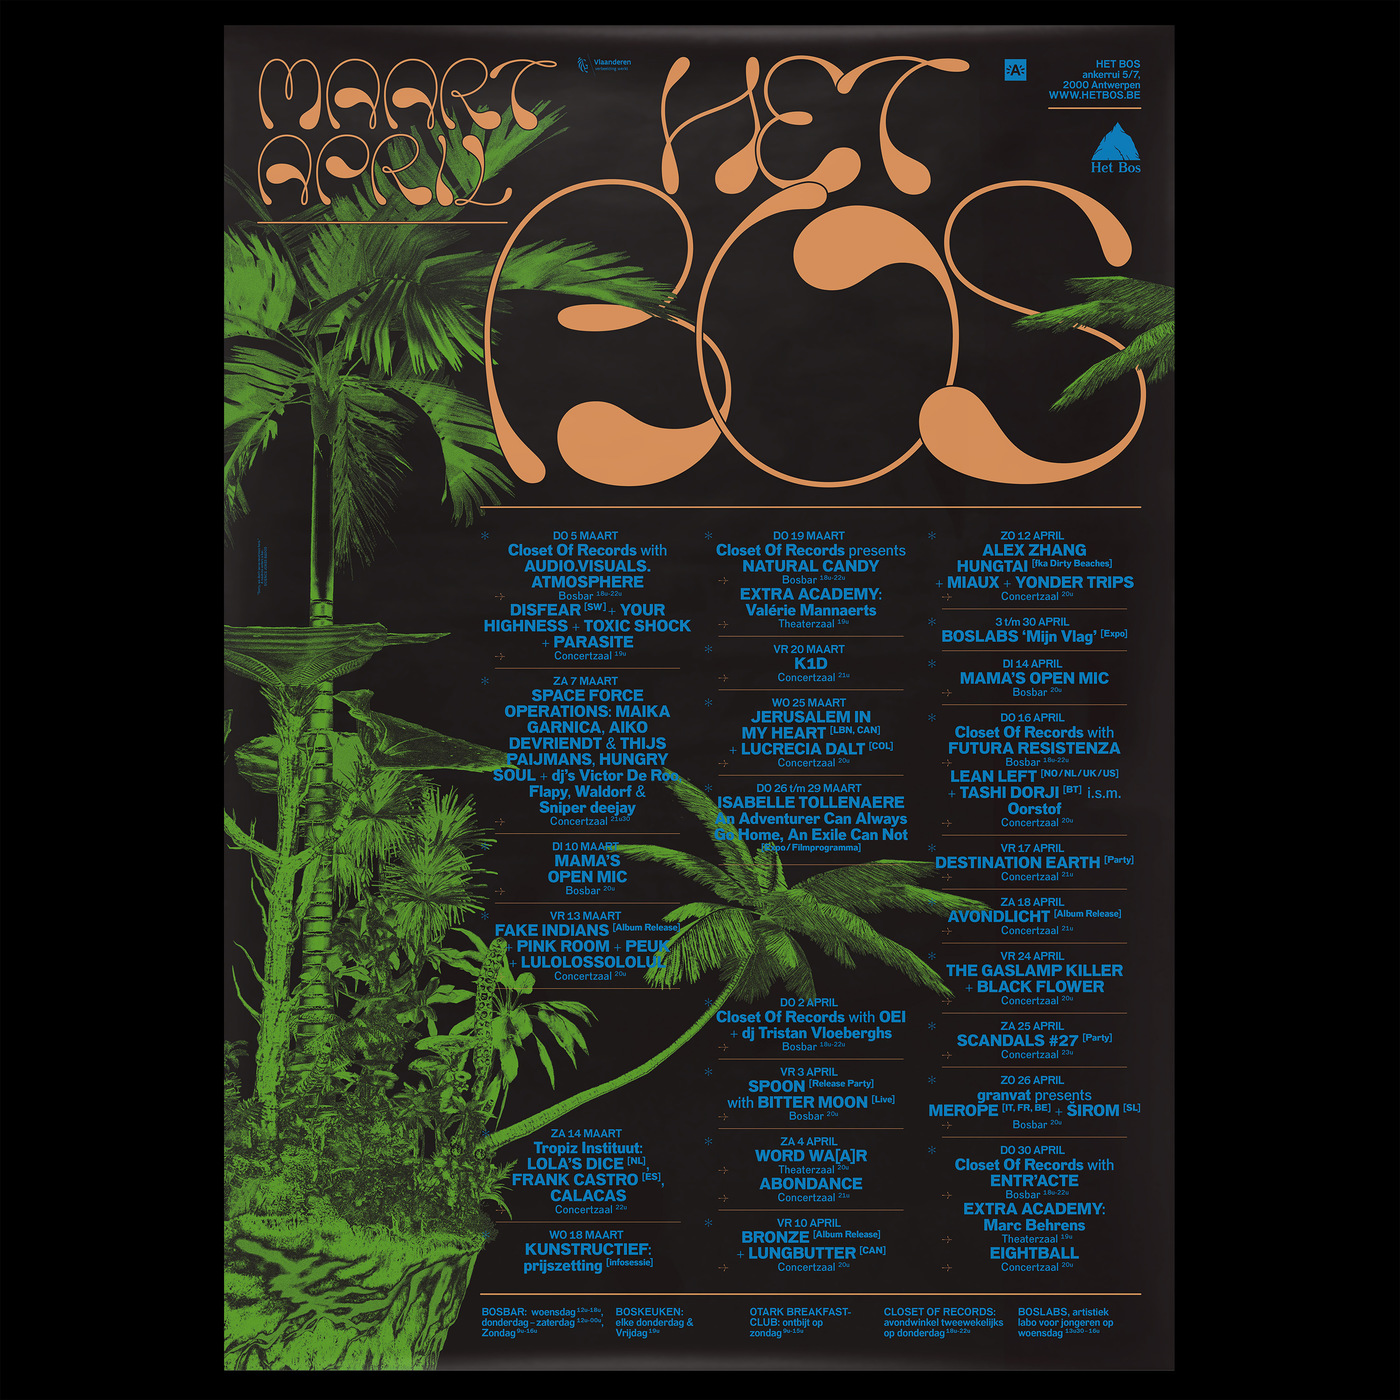 MAART
APRIL
Vlaanderen
verbeelding werkt
HET
BOS
A
HET BOS
ankerrui 5/7,
2000 Antwerpen
WWW.HETBOS.BE
Het Bos
DO 5 MAART
Closet Of Records with
AUDIO.VISUALS.
ATMOSPHERE
Bosbar 18u-22u
DISFEAR [SW] + YOUR
HIGHNESS + TOXIC SHOCK
+ PARASITE
Concertzaal 19u
ZA 7 MAART
SPACE FORCE
OPERATIONS: MAIKA
GARNICA, AIKO
DEVRIENDT & THIJS
PAIJMANS, HUNGRY
SOUL + dj's Victor De Roo,
Flapy, Waldorf &
Sniper deejay
Concertzaal 21u30
DI 10 MAART
MAMA'S
OPEN MIC
Bosbar 20u
VR 13 MAART
FAKE INDIANS [Album Release]
+ PINK ROOM + PEUK
+ LULOLOSSOLOLUL
Concertzaal 20u
ZA 14 MAART
Tropiz Instituut:
LOLA'S DICE [NL],
FRANK CASTRO [ES],
CALACAS
Concertzaal 22u
WO 18 MAART
KUNSTRUCTIEF:
prijszetting [infosessie]
DO 19 MAART
Closet Of Records presents
NATURAL CANDY
Bosbar 18u-22u
EXTRA ACADEMY:
Valérie Mannaerts
Theaterzaal 19u
VR 20 MAART
K1D
Concertzaal 21u
WO 25 MAART
JERUSALEM IN
MY HEART [LBN, CAN]
+ LUCRECIA DALT [COL]
Concertzaal 20u
DO 26 t/m 29 MAART
ISABELLE TOLLENAERE
An Adventurer Can Always
Go Home, An Exile Can Not
[Expo/Filmprogramma]
DO 2 APRIL
Closet Of Records with OEI
+ dj Tristan Vloeberghs
Bosbar 18u-22u
VR 3 APRIL
SPOON [Release Party]
with BITTER MOON [Live]
Bosbar 20u
ZA 4 APRIL
WORD WA[A]R
Theaterzaal 20u
ABONDANCE
Concertzaal 21u
VR 10 APRIL
BRONZE [Album Release]
+ LUNGBUTTER [CAN]
Concertzaal 20u
ZO 12 APRIL
ALEX ZHANG
HUNGTAI [fka Dirty Beaches]
+ MIAUX + YONDER TRIPS
Concertzaal 20u
3 t/m 30 APRIL
BOSLABS ‘Mijn Vlag’ [Expo]
DI 14 APRIL
MAMA'S OPEN MIC
Bosbar 20u
DO 16 APRIL
Closet Of Records with
FUTURA RESISTENZA
Bosbar 18u-22u
LEAN LEFT [NO/NL/UK/US]
+ TASHI DORJI [BT] i.s.m.
Oorstof
Concertzaal 20u
VR 17 APRIL
DESTINATION EARTH [Party]
Concertzaal 21u
ZA 18 APRIL
AVONDLICHT [Album Release]
Concertzaal 21u
VR 24 APRIL
THE GASLAMP KILLER
+ BLACK FLOWER
Concertzaal 20u
ZA 25 APRIL
SCANDALS #27 [Party]
Concertzaal 23u
ZO 26 APRIL
granvat presents
MEROPE [IT, FR, BE] + ŠIROM [SL]
Bosbar 20u
DO 30 APRIL
Closet Of Records with
ENTR'ACTE
Bosbar 18u-22u
EXTRA ACADEMY:
Marc Behrens
Theaterzaal 19u
EIGHTBALL
Concertzaal 20u
BOSBAR: woensdag 12u-18u,
donderdag – zaterdag 12u-00u,
Zondag 9u-16u
BOSKEUKEN:
elke donderdag &
Vrijdag 19u
OTARK BREAKFAST-
CLUB: ontbijt op
zondag 9u-15u
CLOSET OF RECORDS:
avondwinkel tweewekelijks
op donderdag 18u-22u
BOSLABS, artistiek
labo voor jongeren op
woensdag 13u30 - 16u